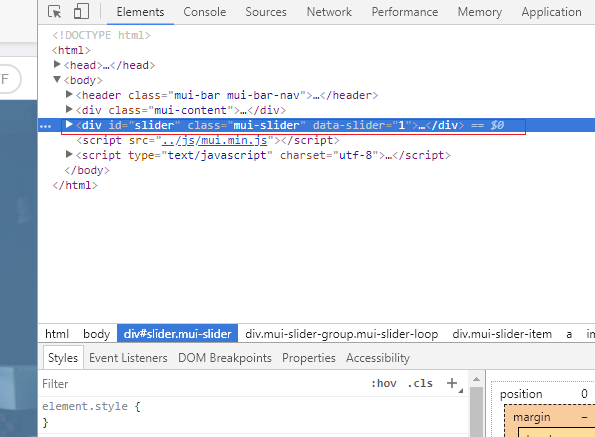 Elements Console Sources Network Performance Memory Application
<!DOCTYPE html>
<html>
<head>…</head>
FF
<body>
<header class="mui-bar mui-bar-nav">…</header>
<div class="mui-content">…</div>
<div id="slider" class="mui-slider" data-slider="1">…</div> == $0
<script src="../js/mui.min.js"></script>
<script type="text/javascript" charset="utf-8">…</script>
</body>
</html>
html body div#slider.mui-slider div.mui-slider-group.mui-slider-loop div.mui-slider-item a
Styles Event Listeners DOM Breakpoints Properties Accessibility
Filter :hov .cls +
element.style {
}
position 0
margin –